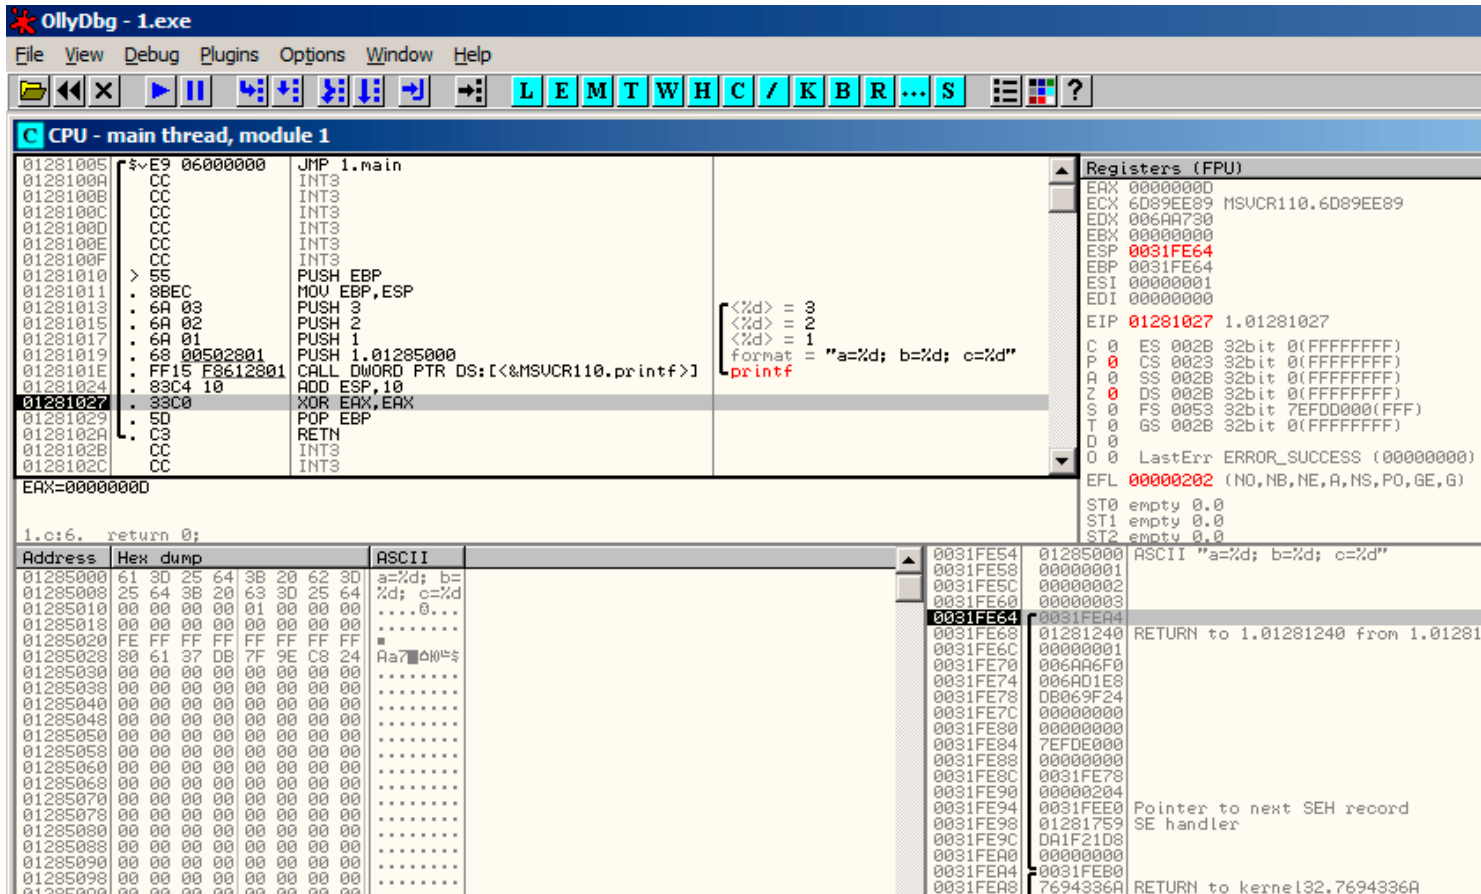 OllyDbg - 1.exe
File View Debug Plugins Options Window Help
L E M T W H C / K B R ... S ?
C CPU - main thread, module 1
01281005 $ E9 06000000 JMP 1.main
0128100A CC INT3
0128100B CC INT3
0128100C CC INT3
0128100D CC INT3
0128100E CC INT3
0128100F CC INT3
01281010 > 55 PUSH EBP
01281011 . 8BEC MOV EBP,ESP
01281013 . 6A 03 PUSH 3 <%d> = 3
01281015 . 6A 02 PUSH 2 <%d> = 2
01281017 . 6A 01 PUSH 1 <%d> = 1
01281019 . 68 00502801 PUSH 1.01285000 format = "a=%d; b=%d; c=%d"
0128101E . FF15 F8612801 CALL DWORD PTR DS:[<&MSVCR110.printf>] printf
01281024 . 83C4 10 ADD ESP,10
01281027 . 33C0 XOR EAX,EAX
01281029 . 5D POP EBP
0128102A . C3 RETN
0128102B CC INT3
0128102C CC INT3
EAX=0000000D
1.c:6. return 0;
Registers (FPU)
EAX 0000000D
ECX 6D89EE89 MSVCR110.6D89EE89
EDX 006AA730
EBX 00000000
ESP 0031FE64
EBP 0031FE64
ESI 00000001
EDI 00000000
EIP 01281027 1.01281027
C 0 ES 002B 32bit 0(FFFFFFFF)
P 0 CS 0023 32bit 0(FFFFFFFF)
A 0 SS 002B 32bit 0(FFFFFFFF)
Z 0 DS 002B 32bit 0(FFFFFFFF)
S 0 FS 0053 32bit 7EFDD000(FFF)
T 0 GS 002B 32bit 0(FFFFFFFF)
D 0
O 0 LastErr ERROR_SUCCESS (00000000)
EFL 00000202 (NO,NB,NE,A,NS,PO,GE,G)
ST0 empty 0.0
ST1 empty 0.0
ST2 empty 0.0
Address Hex dump ASCII
01285000 61 3D 25 64 3B 20 62 3D a=%d; b=
01285008 25 64 3B 20 63 3D 25 64 %d; c=%d
01285010 00 00 00 00 01 00 00 00 ....0...
01285018 00 00 00 00 00 00 00 00 ........
01285020 FE FF FF FF FF FF FF FF
01285028 80 61 37 DB 7F 9E C8 24
01285030 00 00 00 00 00 00 00 00 ........
01285038 00 00 00 00 00 00 00 00 ........
01285040 00 00 00 00 00 00 00 00 ........
01285048 00 00 00 00 00 00 00 00 ........
01285050 00 00 00 00 00 00 00 00 ........
01285058 00 00 00 00 00 00 00 00 ........
01285060 00 00 00 00 00 00 00 00 ........
01285068 00 00 00 00 00 00 00 00 ........
01285070 00 00 00 00 00 00 00 00 ........
01285078 00 00 00 00 00 00 00 00 ........
01285080 00 00 00 00 00 00 00 00 ........
01285088 00 00 00 00 00 00 00 00 ........
01285090 00 00 00 00 00 00 00 00 ........
01285098 00 00 00 00 00 00 00 00 ........
0031FE54 01285000 ASCII "a=%d; b=%d; c=%d"
0031FE58 00000001
0031FE5C 00000002
0031FE60 00000003
0031FE64 0031FEA4
0031FE68 01281240 RETURN to 1.01281240 from 1.01281
0031FE6C 00000001
0031FE70 006AA6F0
0031FE74 006AD1E8
0031FE78 DB069F24
0031FE7C 00000000
0031FE80 00000000
0031FE84 7EFDE000
0031FE88 00000000
0031FE8C 0031FE78
0031FE90 00000204
0031FE94 0031FEE0 Pointer to next SEH record
0031FE98 01281759 SE handler
0031FE9C DA1F21D8
0031FEA0 00000000
0031FEA4 0031FEB0
0031FEA8 7694336A RETURN to kernel32.7694336A